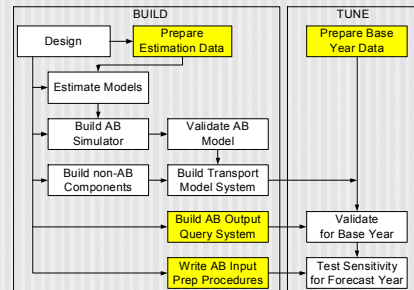 BUILD
TUNE
Design
Prepare
Estimation Data
Prepare Base
Year Data
Estimate Models
Build AB
Simulator
Validate AB
Model
Build non-AB
Components
Build Transport
Model System
Build AB Output
Query System
Validate
for Base Year
Write AB Input
Prep Procedures
Test Sensitivity
for Forecast Year